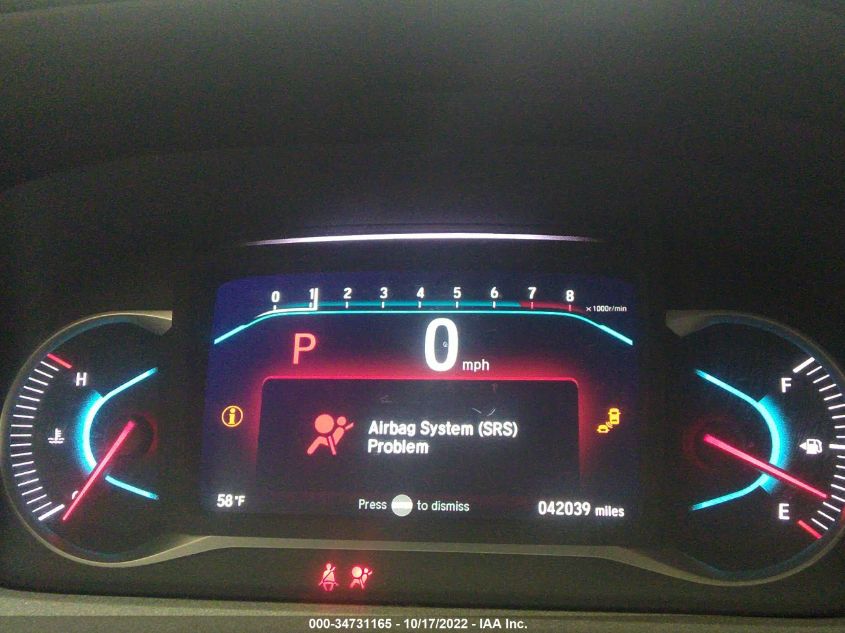 0 1 2 3 4 5 6 7 8 ×1000r/min
P 0 mph
H
F
Airbag System (SRS)
Problem
C
E
58°F
Press to dismiss
042039 miles
000-34731165 - 10/17/2022 - IAA Inc.